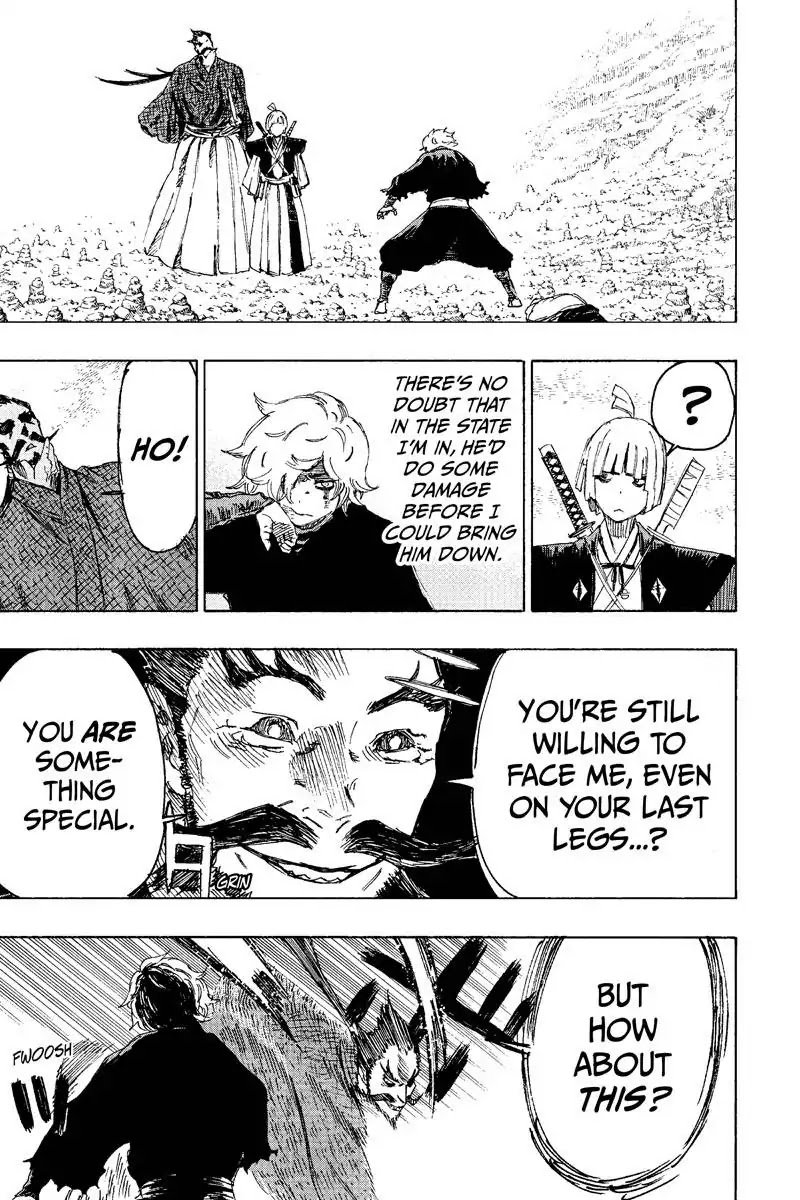 ?
THERE'S NO
DOUBT THAT
IN THE STATE
I'M IN, HE'D
DO SOME
DAMAGE
BEFORE I
COULD BRING
HIM DOWN.
HO!
YOU'RE STILL
WILLING TO
FACE ME, EVEN
ON YOUR LAST
LEGS...?
YOU ARE
SOME-
THING
SPECIAL.
GRIN
BUT
HOW
ABOUT
THIS?
FWOOSH